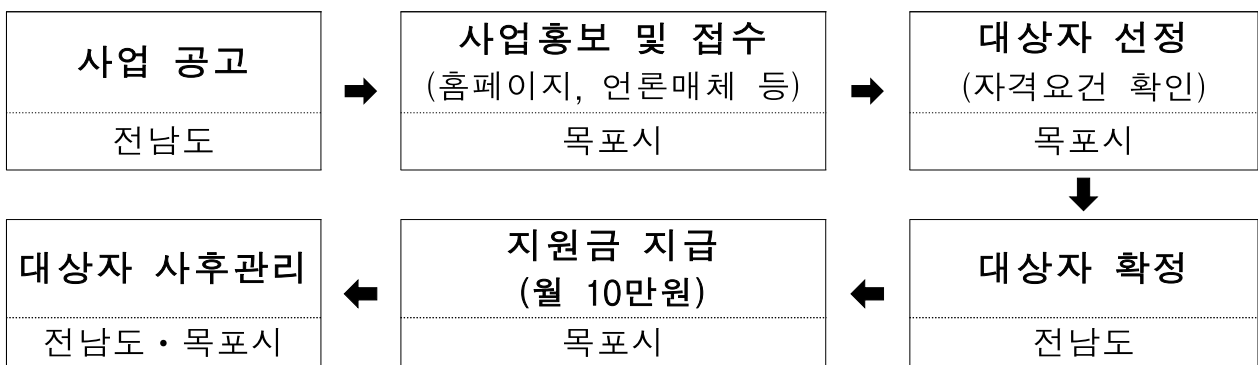 사업 공고
전남도
사업홍보 및 접수
(홈페이지, 언론매체 등)
목포시
대상자 선정
(자격요건 확인)
목포시
대상자 확정
전남도
지원금 지급
(월 10만원)
목포시
대상자 사후관리
전남도・목포시